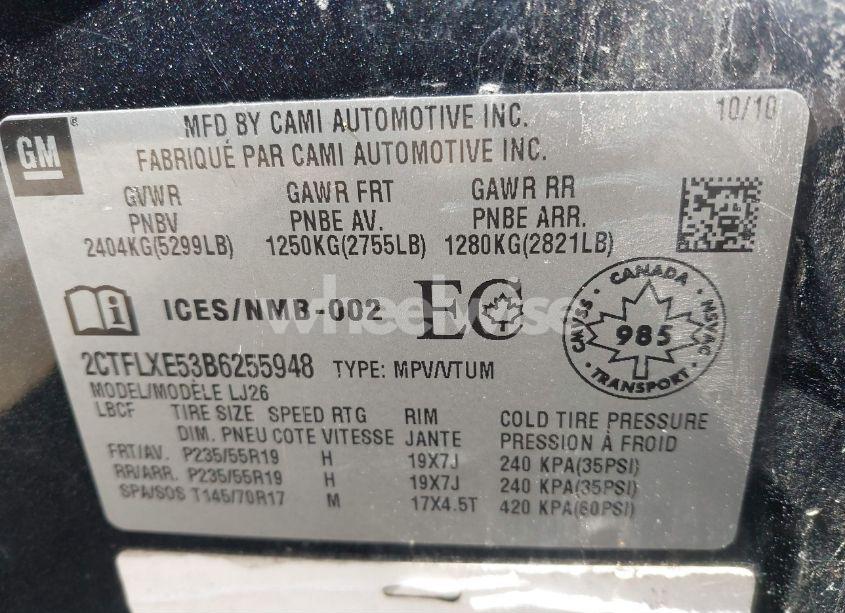 10/10
GM
MFD BY CAMI AUTOMOTIVE INC.
FABRIQUÉ PAR CAMI AUTOMOTIVE INC.
GVWR GAWR FRT GAWR RR
PNBV PNBE AV. PNBE ARR.
2404KG(5299LB) 1250KG(2755LB) 1280KG(2821LB)
ICES/NMB-002 EC
wheelwise
CANADA
CMVSS 985 NSVAC
TRANSPORT
2CTFLXE53B6255948 TYPE: MPV/VTUM
MODEL/MODÈLE LJ26
LBCF TIRE SIZE SPEED RTG RIM COLD TIRE PRESSURE
DIM. PNEU COTE VITESSE JANTE PRESSION À FROID
FRT/AV. P235/55R19 H 19X7J 240 KPA(35PSI)
RR/ARR. P235/55R19 H 19X7J 240 KPA(35PSI)
SPA/SOS T145/70R17 M 17X4.5T 420 KPA(60PSI)